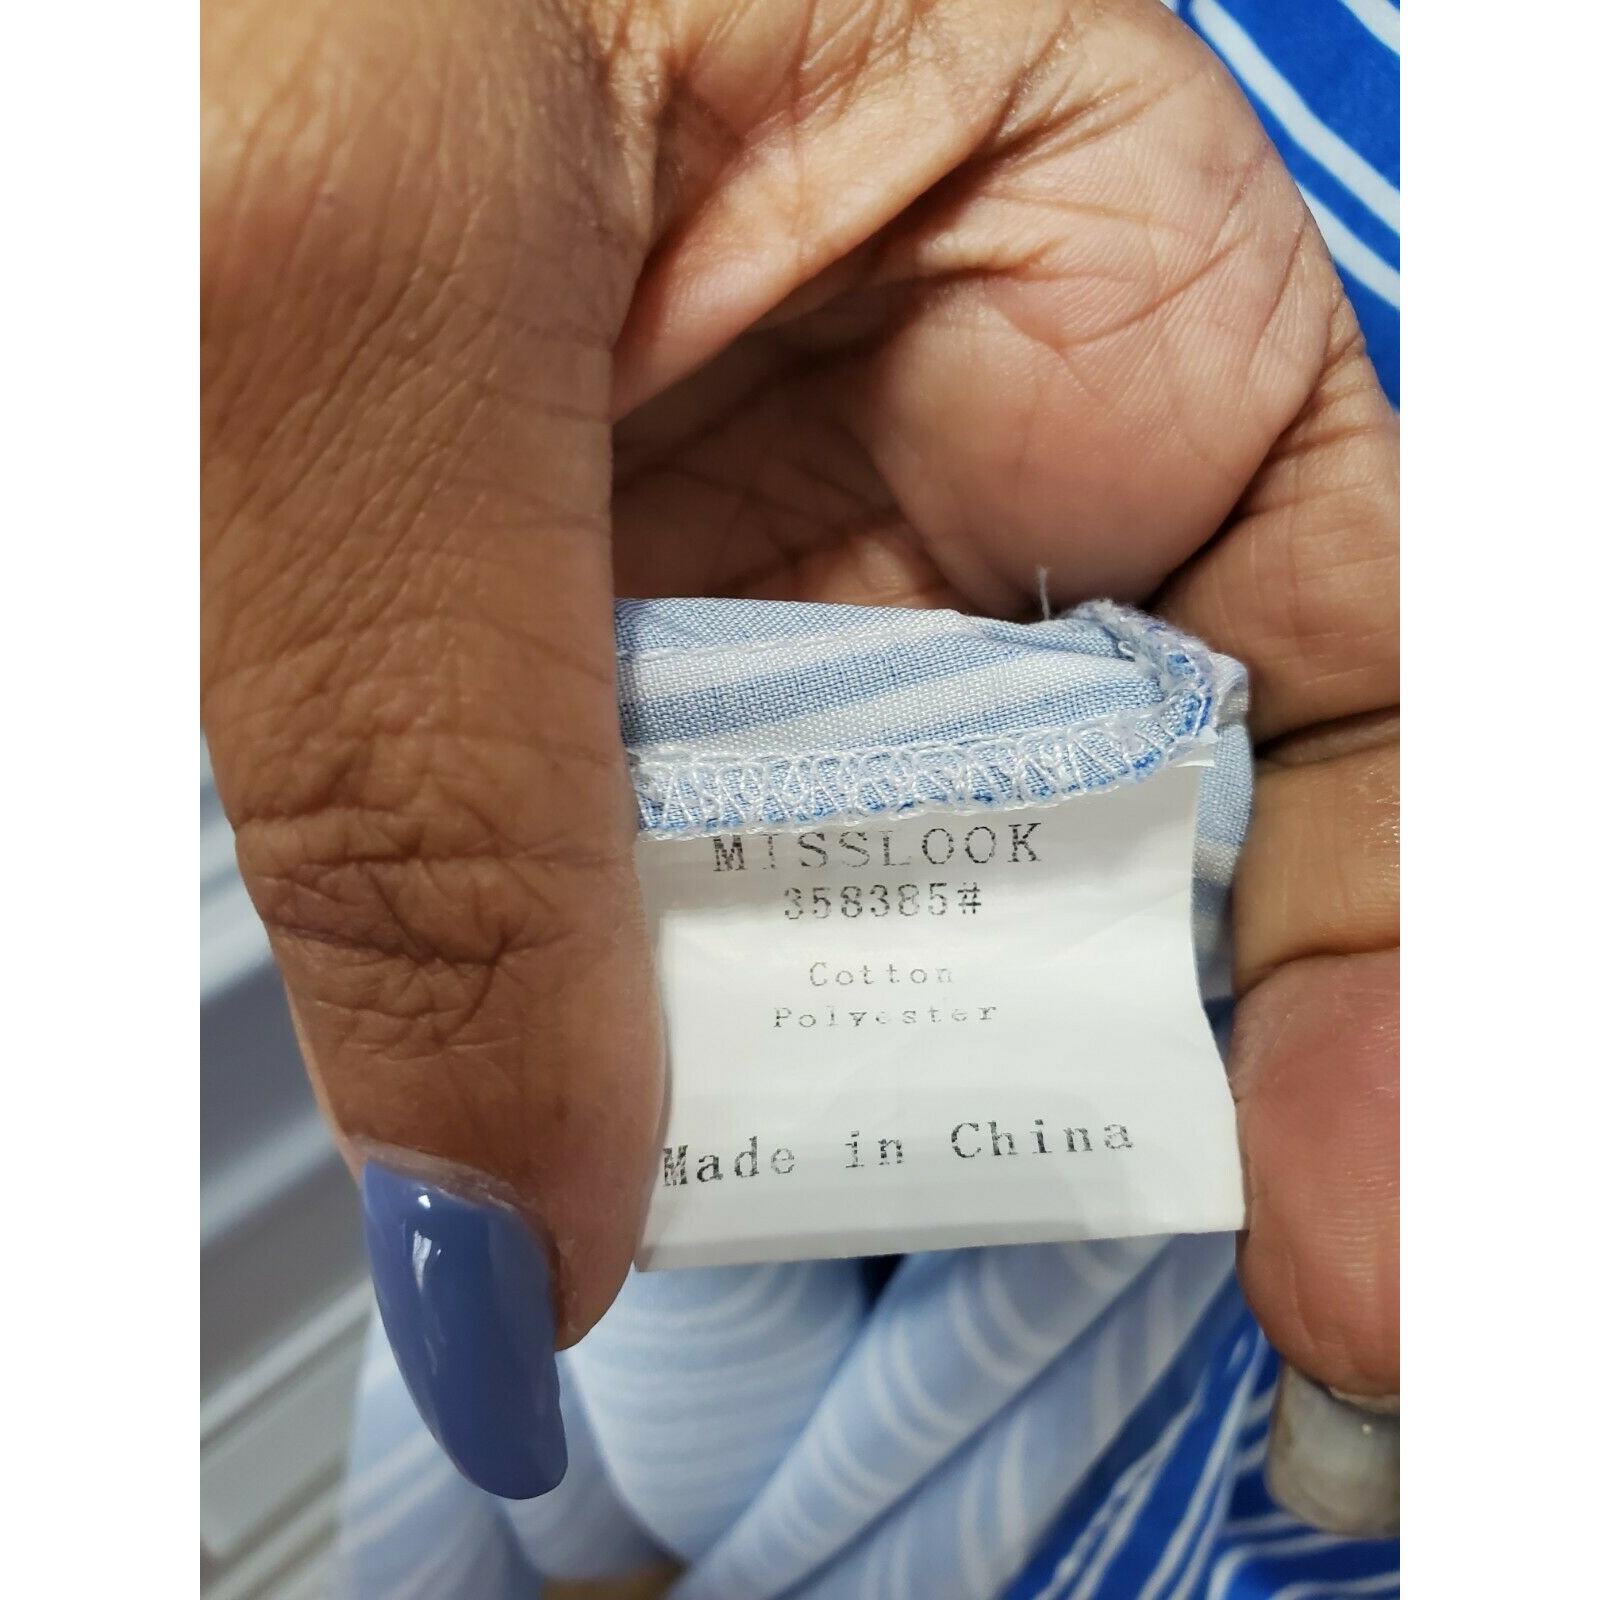 MISSLOOK
358385#
Cotton
Polyester
Made in China